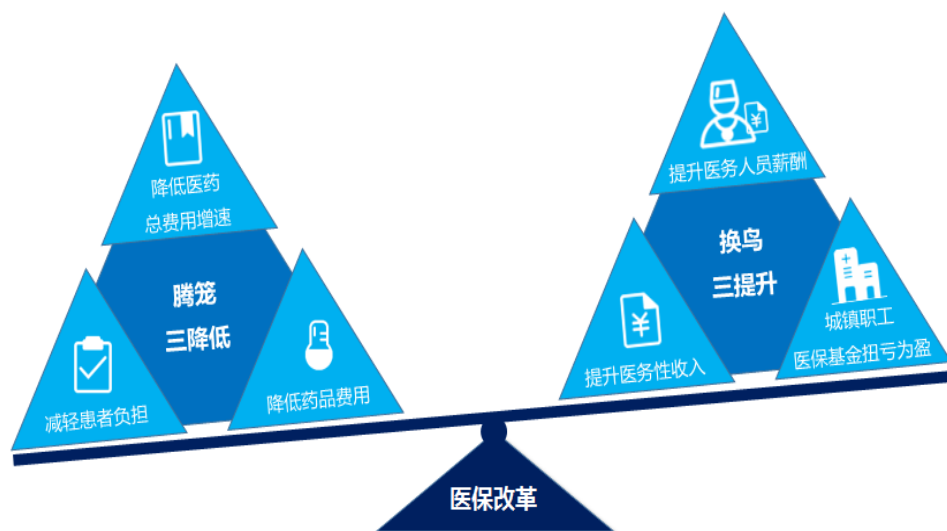 降低医药
总费用增速
腾笼
三降低
减轻患者负担
降低药品费用
¥
提升医务人员薪酬
换鸟
三提升
¥
提升医务性收入
城镇职工
医保基金扭亏为盈
医保改革